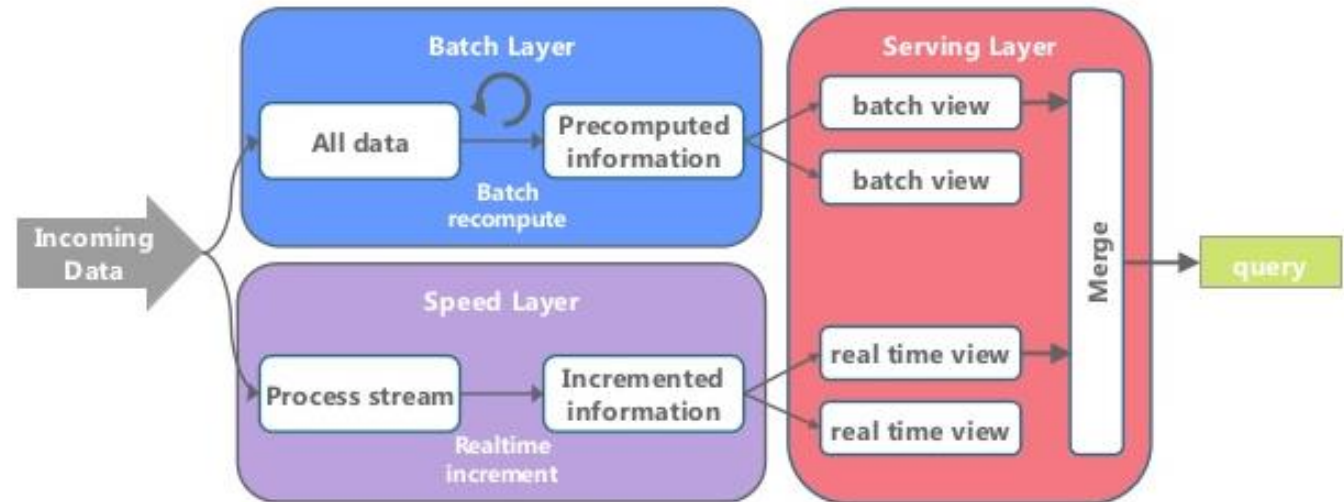 Batch Layer
All data
Precomputed
information
Batch
recompute
Incoming
Data
Speed Layer
Process stream
Incremented
information
Realtime
increment
Serving Layer
batch view
batch view
real time view
real time view
Merge
query